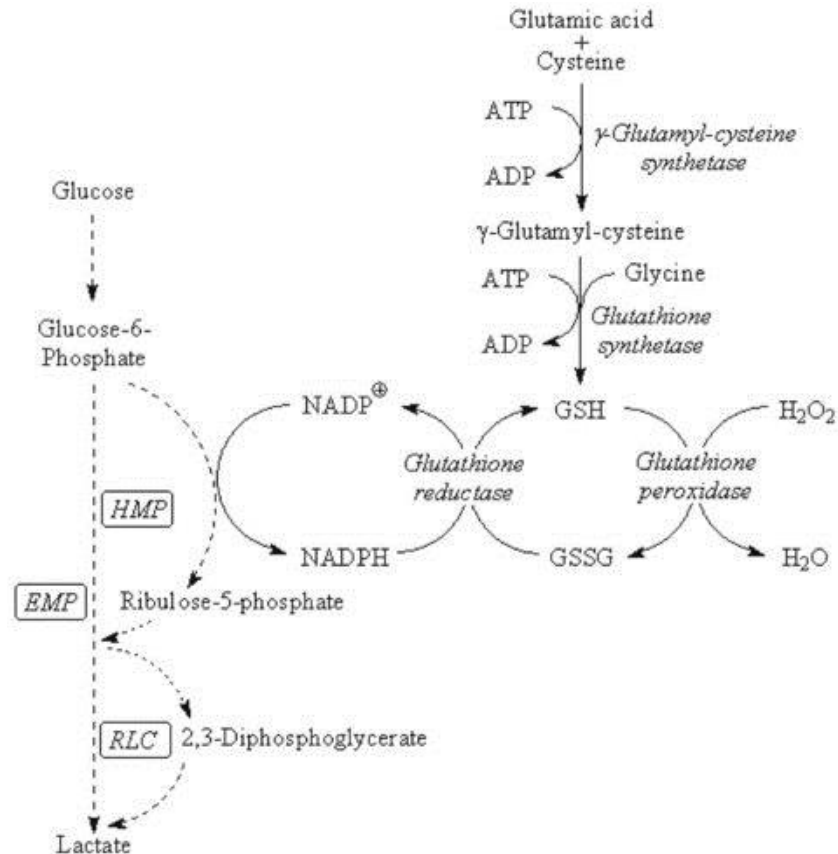 Glutamic acid
+
Cysteine
ATP
γ-Glutamyl-cysteine
synthetase
ADP
Glucose
γ-Glutamyl-cysteine
ATP
Glycine
Glucose-6-
Phosphate
Glutathione
synthetase
ADP
NADP⊕
GSH
H₂O₂
Glutathione
reductase
Glutathione
peroxidase
HMP
NADPH
GSSG
H₂O
EMP
Ribulose-5-phosphate
RLC
2,3-Diphosphoglycerate
Lactate